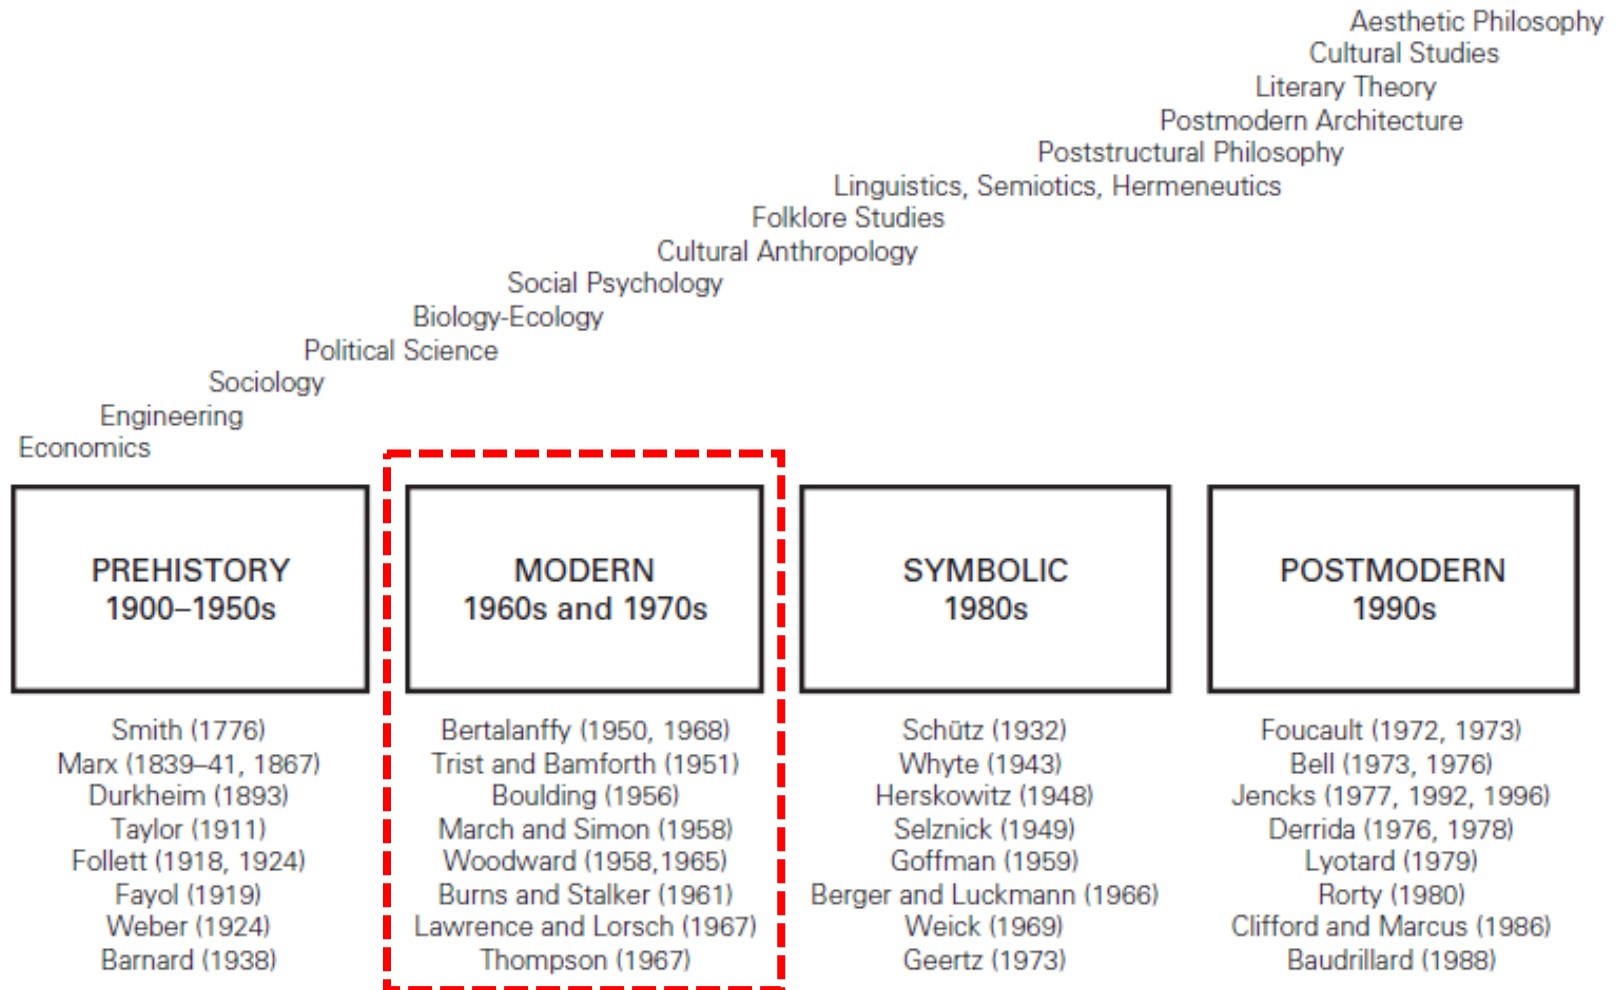 Aesthetic Philosophy
Cultural Studies
Literary Theory
Postmodern Architecture
Poststructural Philosophy
Linguistics, Semiotics, Hermeneutics
Folklore Studies
Cultural Anthropology
Social Psychology
Biology-Ecology
Political Science
Sociology
Engineering
Economics
PREHISTORY
1900–1950s
Smith (1776)
Marx (1839–41, 1867)
Durkheim (1893)
Taylor (1911)
Follett (1918, 1924)
Fayol (1919)
Weber (1924)
Barnard (1938)
MODERN
1960s and 1970s
Bertalanffy (1950, 1968)
Trist and Bamforth (1951)
Boulding (1956)
March and Simon (1958)
Woodward (1958,1965)
Burns and Stalker (1961)
Lawrence and Lorsch (1967)
Thompson (1967)
SYMBOLIC
1980s
Schütz (1932)
Whyte (1943)
Herskowitz (1948)
Selznick (1949)
Goffman (1959)
Berger and Luckmann (1966)
Weick (1969)
Geertz (1973)
POSTMODERN
1990s
Foucault (1972, 1973)
Bell (1973, 1976)
Jencks (1977, 1992, 1996)
Derrida (1976, 1978)
Lyotard (1979)
Rorty (1980)
Clifford and Marcus (1986)
Baudrillard (1988)